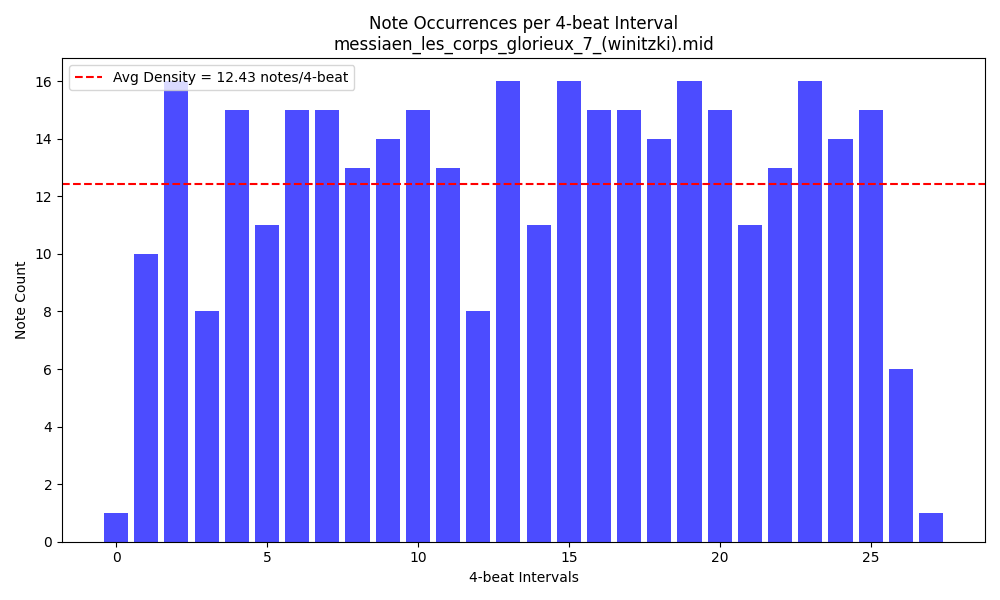 Note Occurrences per 4-beat Interval
messiaen_les_corps_glorieux_7_(winitzki).mid
Avg Density = 12.43 notes/4-beat
Note Count
16
14
12
10
8
6
4
2
0
0 5 10 15 20 25
4-beat Intervals